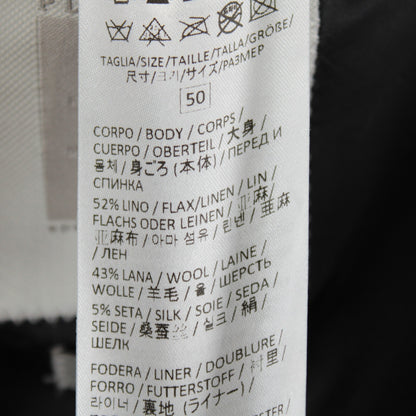 TAGLIA/SIZE/TAILLE/TALLA/GRÖßE/
尺寸/크기/サイズ/РАЗМЕР
50
CORPO / BODY / CORPS /
CUERPO / OBERTEIL / 大身/
몸체 / 身ごろ (本体) / ПЕРЕД И
СПИНКА
52% LINO / FLAX/LINEN / LIN /
FLACHS ODER LEINEN / 亚麻/
亚麻布 / 아마 섬유 / 린넨 / 亜麻
/ ЛЕН
43% LANA / WOOL / LAINE /
WOLLE / 羊毛 / 울 / ШЕРСТЬ
5% SETA / SILK / SOIE / SEDA /
SEIDE / 桑蚕丝 / 실크 / 絹 /
ШЕЛК
FODERA / LINER / DOUBLURE /
FORRO / FUTTERSTOFF / 衬里 /
라이너 / 裏地 (ライナー) /